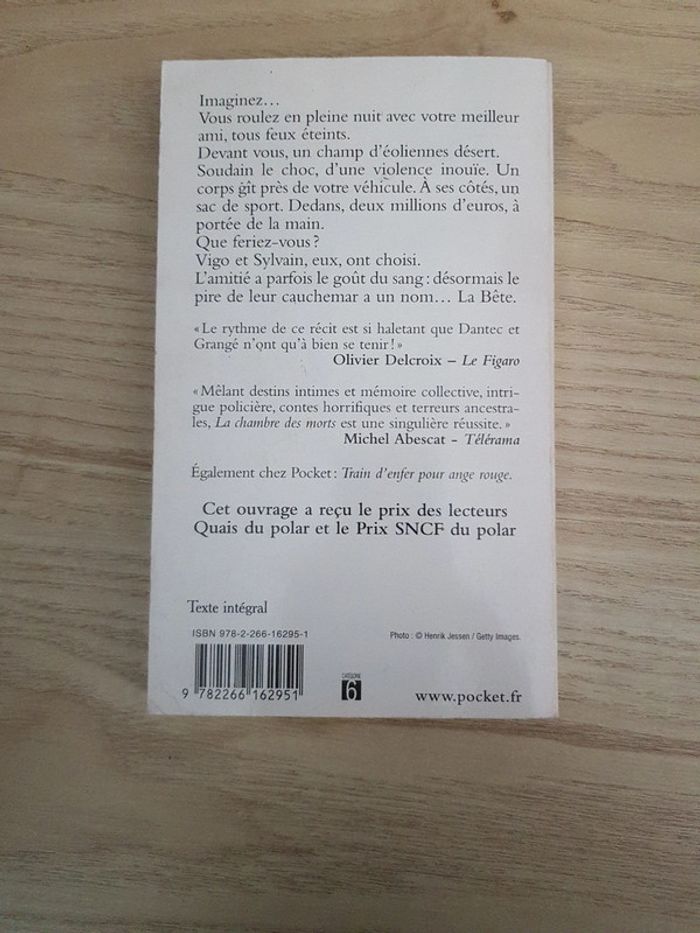 Imaginez…
Vous roulez en pleine nuit avec votre meilleur
ami, tous feux éteints.
Devant vous, un champ d'éoliennes désert.
Soudain le choc, d'une violence inouïe. Un
corps gît près de votre véhicule. À ses côtés, un
sac de sport. Dedans, deux millions d'euros, à
portée de la main.
Que feriez-vous ?
Vigo et Sylvain, eux, ont choisi.
L'amitié a parfois le goût du sang : désormais le
pire de leur cauchemar a un nom… La Bête.
« Le rythme de ce récit est si haletant que Dantec et
Grangé n'ont qu'à bien se tenir ! »
Olivier Delcroix – Le Figaro
« Mêlant destins intimes et mémoire collective, intri-
gue policière, contes horrifiques et terreurs ancestra-
les, La chambre des morts est une singulière réussite. »
Michel Abescat - Télérama
Également chez Pocket : Train d'enfer pour ange rouge.
Cet ouvrage a reçu le prix des lecteurs
Quais du polar et le Prix SNCF du polar
Texte intégral
ISBN 978-2-266-16295-1
Photo : © Henrik Jessen / Getty Images.
9 782266 162951
CATÉGORIE
6
www.pocket.fr